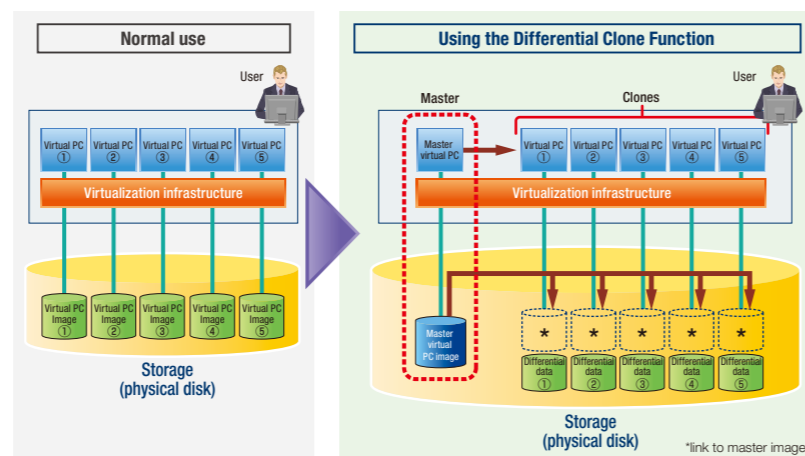 Normal use
User
Virtual PC
①
Virtual PC
②
Virtual PC
③
Virtual PC
④
Virtual PC
⑤
Virtualization infrastructure
Virtual PC
Image
①
Virtual PC
Image
②
Virtual PC
Image
③
Virtual PC
Image
④
Virtual PC
Image
⑤
Storage
(physical disk)
Using the Differential Clone Function
User
Master
Clones
Master
virtual PC
Virtual PC
①
Virtual PC
②
Virtual PC
③
Virtual PC
④
Virtual PC
⑤
Virtualization infrastructure
Master
virtual
PC image
*
*
*
*
*
Differential
data
①
Differential
data
②
Differential
data
③
Differential
data
④
Differential
data
⑤
Storage
(physical disk)
*link to master image